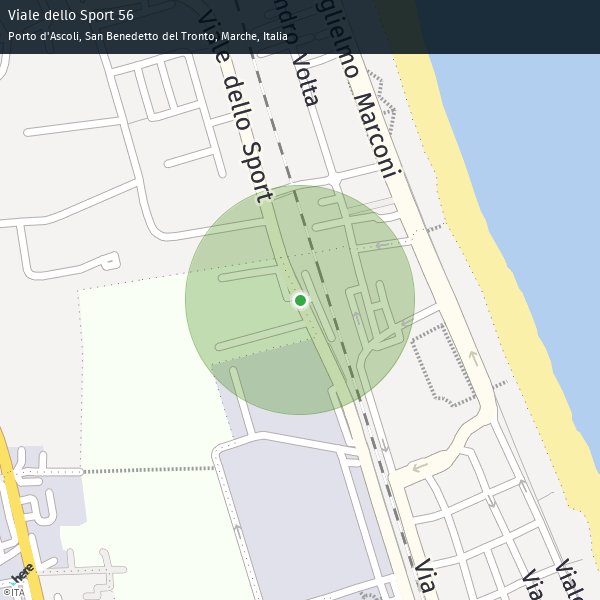 Viale dello Sport 56
Porto d'Ascoli, San Benedetto del Tronto, Marche, Italia
Viale dello Sport
ndro Volta
glielmo Marconi
Via
Via
Viale
here
©ITA